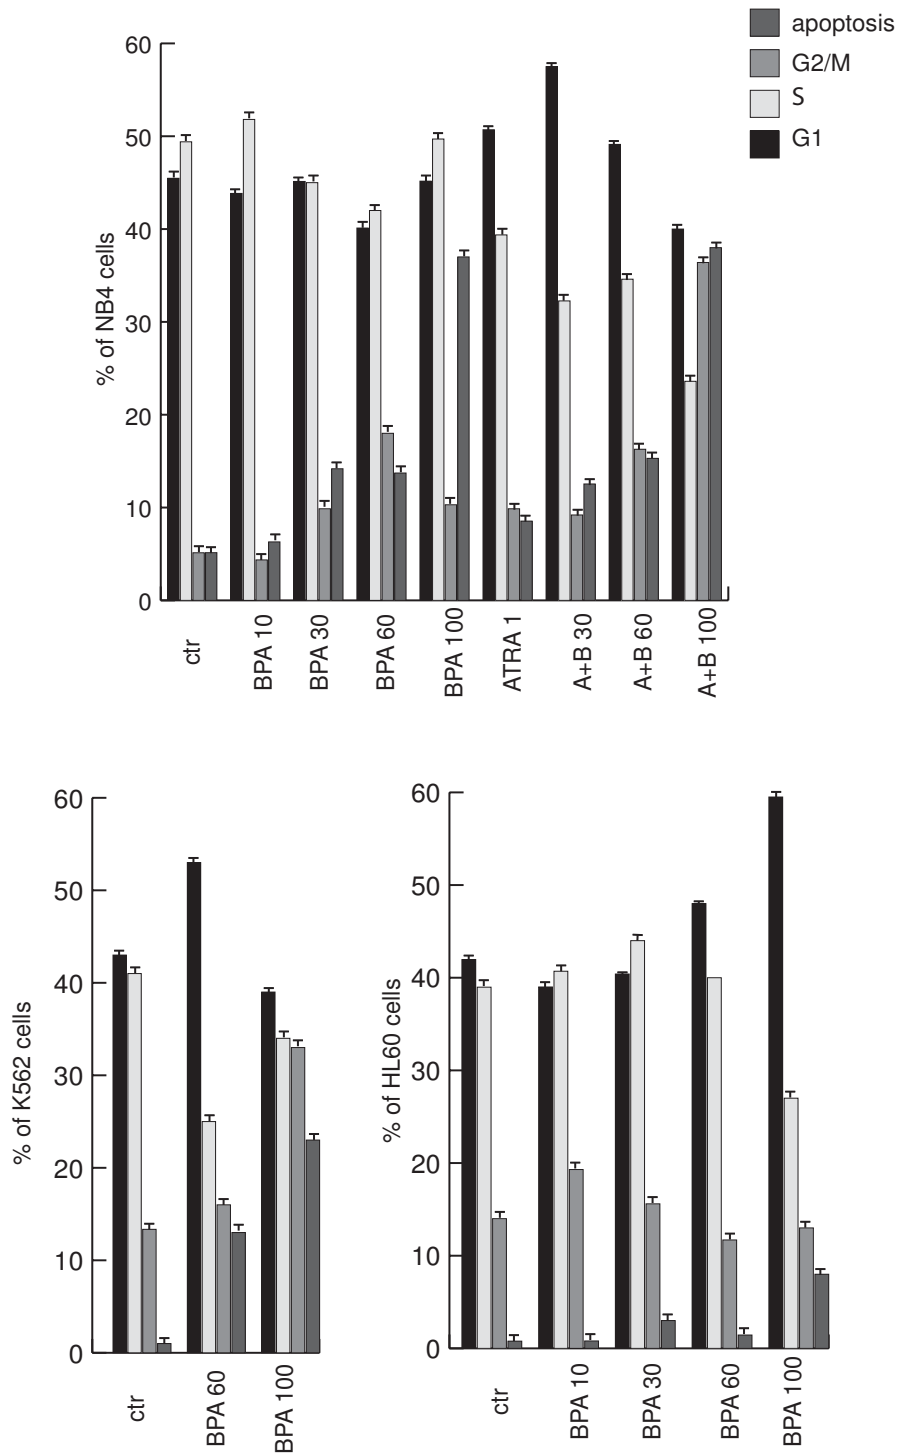 apoptosis
G2/M
S
G1
60
50
40
30
20
10
0
% of NB4 cells
ctr
BPA 10
BPA 30
BPA 60
BPA 100
ATRA 1
A+B 30
A+B 60
A+B 100
60
50
40
30
20
10
0
% of K562 cells
ctr
BPA 60
BPA 100
60
50
40
30
20
10
0
% of HL60 cells
ctr
BPA 10
BPA 30
BPA 60
BPA 100